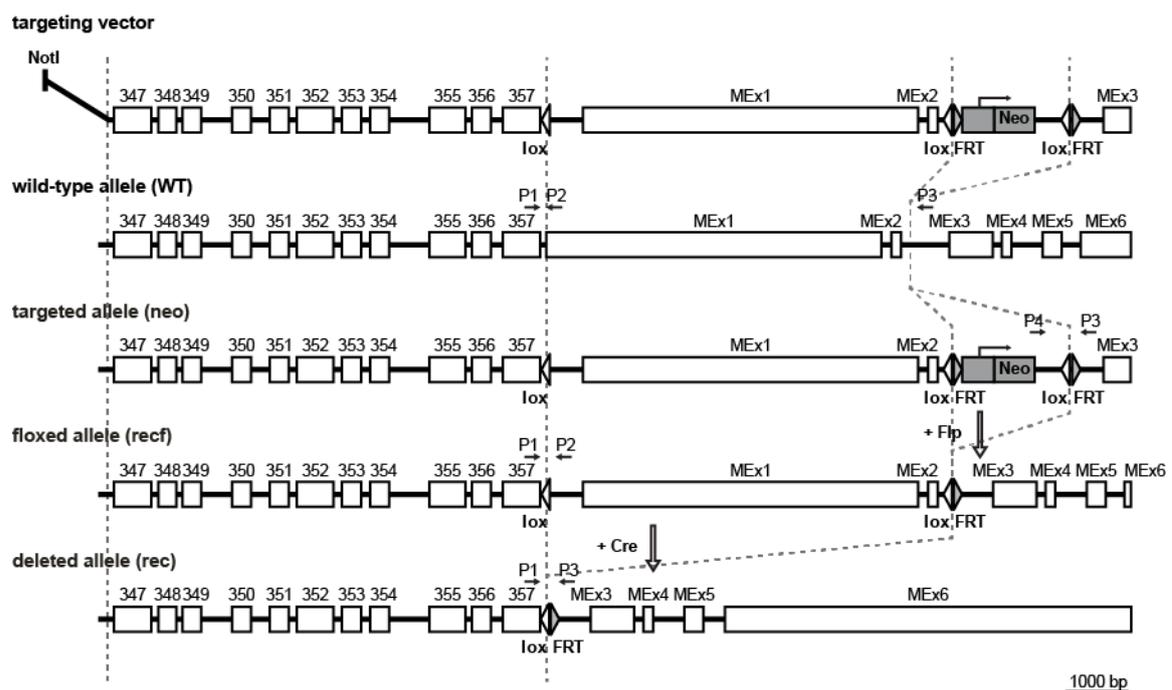 targeting vector
NotI
347 348 349 350 351 352 353 354 355 356 357 MEx1 MEx2 Neo MEx3
lox lox FRT lox FRT
wild-type allele (WT)
P1 P2 P3
347 348 349 350 351 352 353 354 355 356 357 MEx1 MEx2 MEx3 MEx4 MEx5 MEx6
targeted allele (neo)
P4 P3
347 348 349 350 351 352 353 354 355 356 357 MEx1 MEx2 Neo MEx3
lox lox FRT lox FRT
floxed allele (recf)
+ Flp
P1 P2
347 348 349 350 351 352 353 354 355 356 357 MEx1 MEx2 MEx3 MEx4 MEx5 MEx6
lox lox FRT
+ Cre
deleted allele (rec)
P1 P3
347 348 349 350 351 352 353 354 355 356 357 MEx3 MEx4 MEx5 MEx6
lox FRT
1000 bp